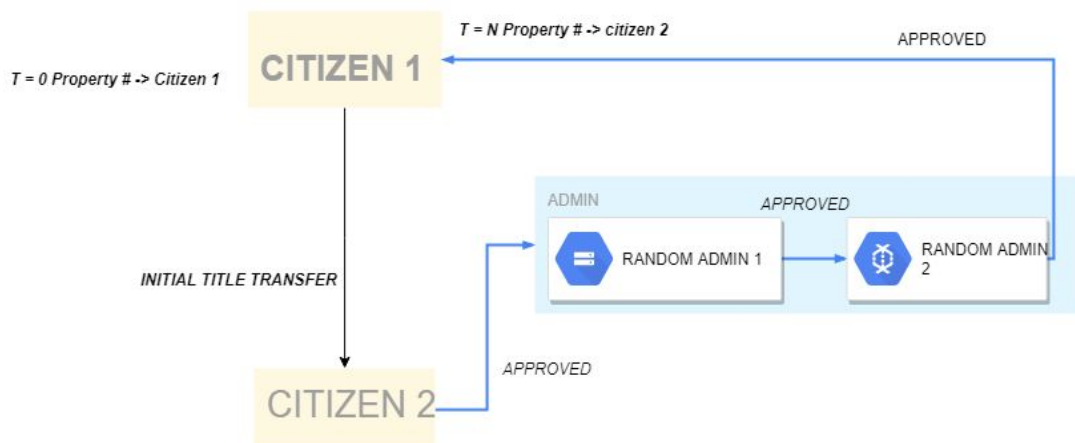 T = N Property # -> citizen 2
APPROVED
CITIZEN 1
T = 0 Property # -> Citizen 1
ADMIN
APPROVED
RANDOM ADMIN 1
RANDOM ADMIN
2
INITIAL TITLE TRANSFER
APPROVED
CITIZEN 2